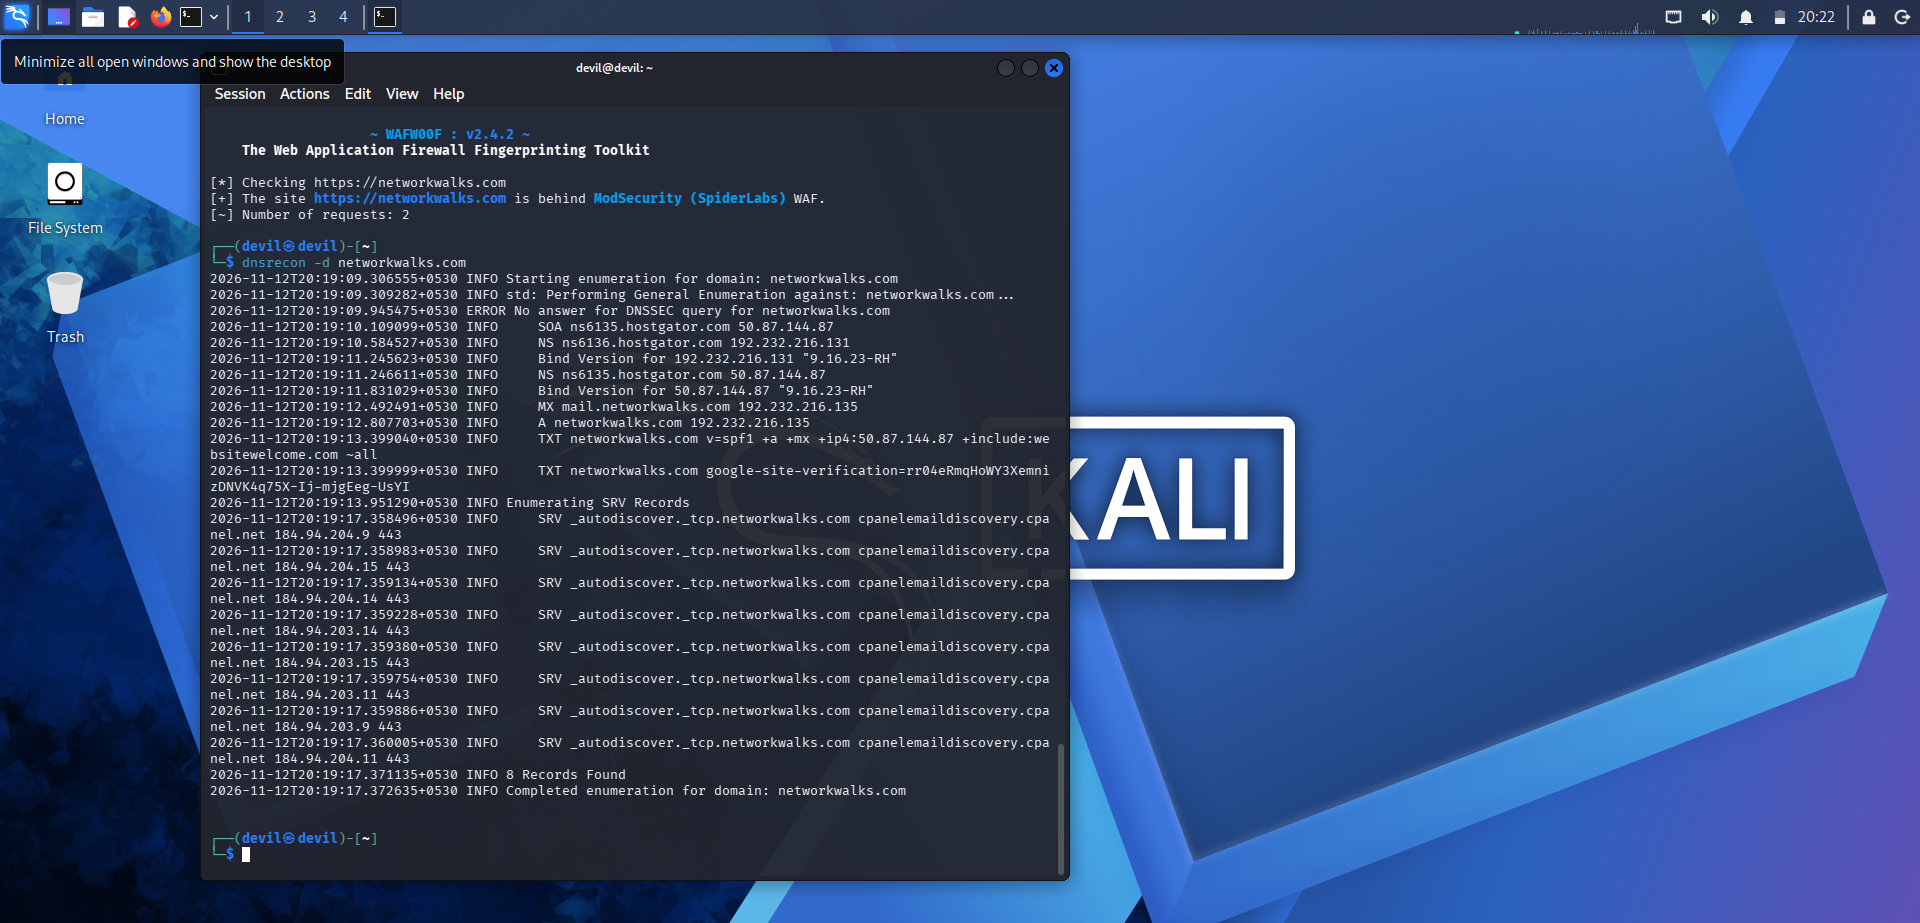 1 2 3 4
20:22
Minimize all open windows and show the desktop
Home
File System
Trash
devil@devil: ~
Session Actions Edit View Help
~ WAFW00F : v2.4.2 ~
The Web Application Firewall Fingerprinting Toolkit
[*] Checking https://networkwalks.com
[+] The site https://networkwalks.com is behind ModSecurity (SpiderLabs) WAF.
[~] Number of requests: 2
┌──(devil㉿devil)-[~]
└─$ dnsrecon -d networkwalks.com
2026-11-12T20:19:09.306555+0530 INFO Starting enumeration for domain: networkwalks.com
2026-11-12T20:19:09.309282+0530 INFO std: Performing General Enumeration against: networkwalks.com...
2026-11-12T20:19:09.945475+0530 ERROR No answer for DNSSEC query for networkwalks.com
2026-11-12T20:19:10.109099+0530 INFO SOA ns6135.hostgator.com 50.87.144.87
2026-11-12T20:19:10.584527+0530 INFO NS ns6136.hostgator.com 192.232.216.131
2026-11-12T20:19:11.245623+0530 INFO Bind Version for 192.232.216.131 "9.16.23-RH"
2026-11-12T20:19:11.246611+0530 INFO NS ns6135.hostgator.com 50.87.144.87
2026-11-12T20:19:11.831029+0530 INFO Bind Version for 50.87.144.87 "9.16.23-RH"
2026-11-12T20:19:12.492491+0530 INFO MX mail.networkwalks.com 192.232.216.135
2026-11-12T20:19:12.807703+0530 INFO A networkwalks.com 192.232.216.135
2026-11-12T20:19:13.399040+0530 INFO TXT networkwalks.com v=spf1 +a +mx +ip4:50.87.144.87 +include:we
bsitewelcome.com ~all
2026-11-12T20:19:13.399999+0530 INFO TXT networkwalks.com google-site-verification=rr04eRmqHoWY3Xemni
zDNVK4q75X-Ij-mjgEeg-UsYI
2026-11-12T20:19:13.951290+0530 INFO Enumerating SRV Records
2026-11-12T20:19:17.358496+0530 INFO SRV _autodiscover._tcp.networkwalks.com cpanelemaildiscovery.cpa
nel.net 184.94.204.9 443
2026-11-12T20:19:17.358983+0530 INFO SRV _autodiscover._tcp.networkwalks.com cpanelemaildiscovery.cpa
nel.net 184.94.204.15 443
2026-11-12T20:19:17.359134+0530 INFO SRV _autodiscover._tcp.networkwalks.com cpanelemaildiscovery.cpa
nel.net 184.94.204.14 443
2026-11-12T20:19:17.359228+0530 INFO SRV _autodiscover._tcp.networkwalks.com cpanelemaildiscovery.cpa
nel.net 184.94.203.14 443
2026-11-12T20:19:17.359380+0530 INFO SRV _autodiscover._tcp.networkwalks.com cpanelemaildiscovery.cpa
nel.net 184.94.203.15 443
2026-11-12T20:19:17.359754+0530 INFO SRV _autodiscover._tcp.networkwalks.com cpanelemaildiscovery.cpa
nel.net 184.94.203.11 443
2026-11-12T20:19:17.359886+0530 INFO SRV _autodiscover._tcp.networkwalks.com cpanelemaildiscovery.cpa
nel.net 184.94.203.9 443
2026-11-12T20:19:17.360005+0530 INFO SRV _autodiscover._tcp.networkwalks.com cpanelemaildiscovery.cpa
nel.net 184.94.204.11 443
2026-11-12T20:19:17.371135+0530 INFO 8 Records Found
2026-11-12T20:19:17.372635+0530 INFO Completed enumeration for domain: networkwalks.com
┌──(devil㉿devil)-[~]
└─$
KALI